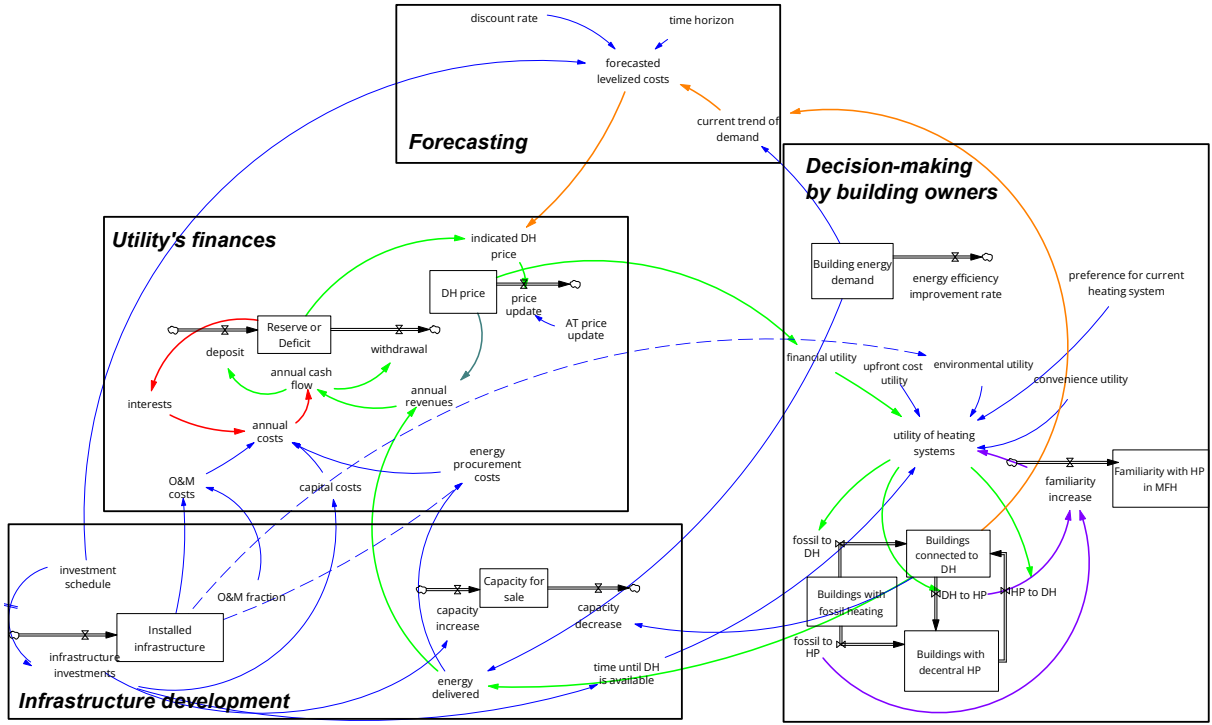 discount rate
time horizon
forecasted
levelized costs
current trend of
demand
Forecasting
Decision-making
by building owners
Utility's finances
indicated DH
price
DH price
price
update
AT price
update
Reserve or
Deficit
deposit
withdrawal
annual cash
flow
interests
annual
revenues
annual
costs
energy
procurement
costs
O&M
costs
capital costs
Building energy
demand
energy efficiency
improvement rate
preference for current
heating system
financial utility
upfront cost
utility
environmental utility
convenience utility
utility of heating
systems
familiarity
increase
Familiarity with HP
in MFH
fossil to
DH
Buildings
connected to
DH
Buildings with
fossil heating
DH to HP
HP to DH
fossil to
HP
Buildings with
decentral HP
investment
schedule
O&M fraction
Installed
infrastructure
infrastructure
investments
capacity
increase
Capacity for
sale
capacity
decrease
energy
delivered
time until DH
is available
Infrastructure development